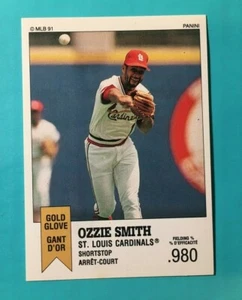 © MLB 91
PANINI
Cardinals
GOLD
GLOVE
GANT
D'OR
OZZIE SMITH
ST. LOUIS CARDINALS®
SHORTSTOP
ARRÊT-COURT
FIELDING %
% D'EFFICACITÉ
.980